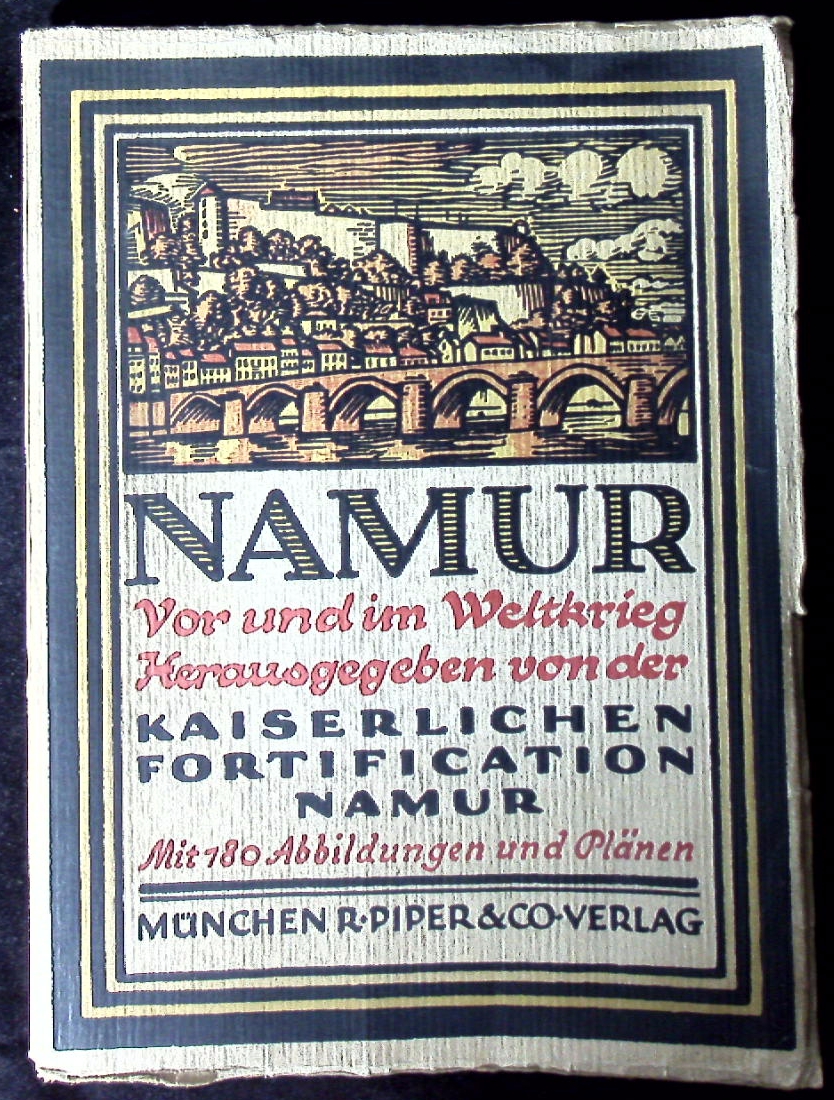 NAMUR
Vor und im Weltkrieg
Herausgegeben von der
KAISERLICHEN
FORTIFICATION
NAMUR
Mit 180 Abbildungen und Plänen
MÜNCHEN R·PIPER&CO·VERLAG